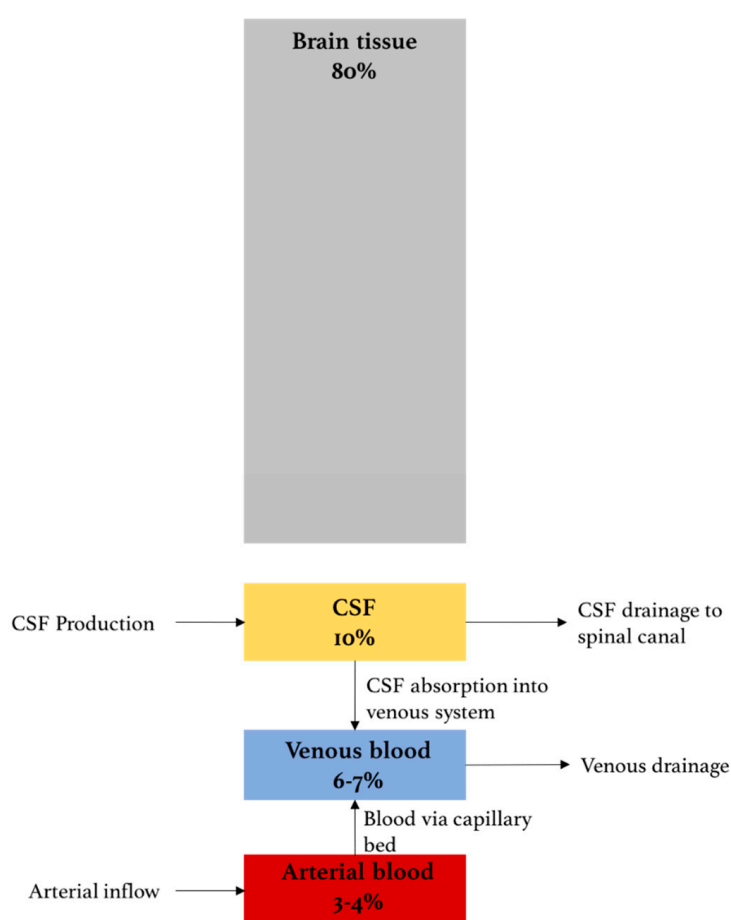 Brain tissue
80%
CSF Production
CSF
10%
CSF drainage to
spinal canal
CSF absorption into
venous system
Venous blood
6-7%
Venous drainage
Blood via capillary
bed
Arterial inflow
Arterial blood
3-4%